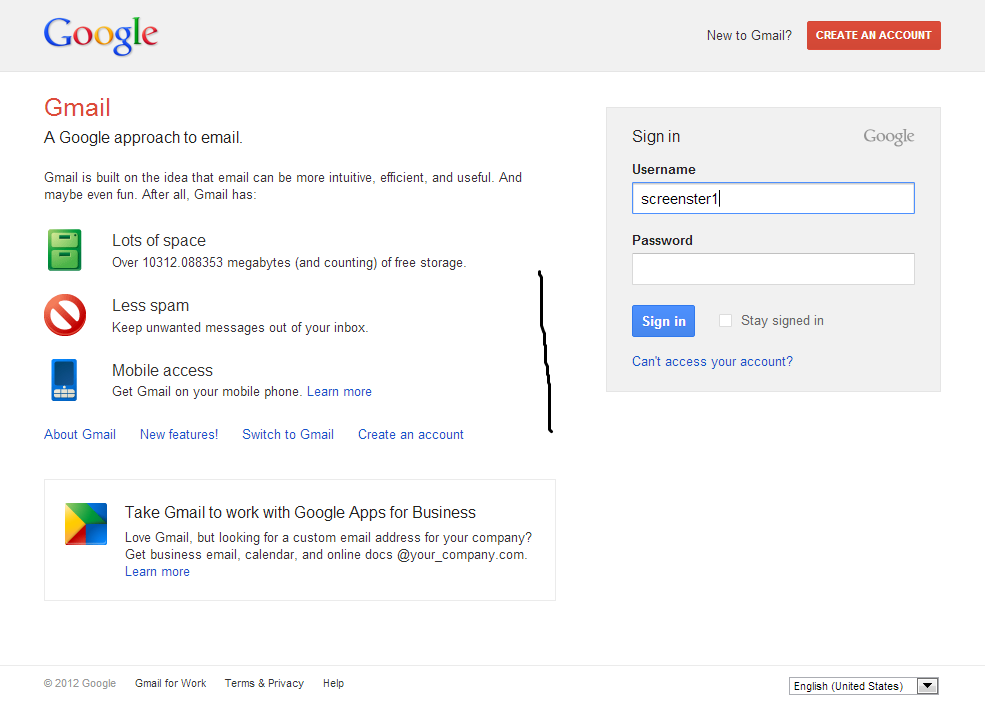 Google
New to Gmail? CREATE AN ACCOUNT
Gmail
A Google approach to email.
Gmail is built on the idea that email can be more intuitive, efficient, and useful. And
maybe even fun. After all, Gmail has:
Lots of space
Over 10312.088353 megabytes (and counting) of free storage.
Less spam
Keep unwanted messages out of your inbox.
Mobile access
Get Gmail on your mobile phone. Learn more
About Gmail New features! Switch to Gmail Create an account
Take Gmail to work with Google Apps for Business
Love Gmail, but looking for a custom email address for your company?
Get business email, calendar, and online docs @your_company.com.
Learn more
Sign in Google
Username
screenster1
Password
Sign in Stay signed in
Can't access your account?
© 2012 Google Gmail for Work Terms & Privacy Help
English (United States)